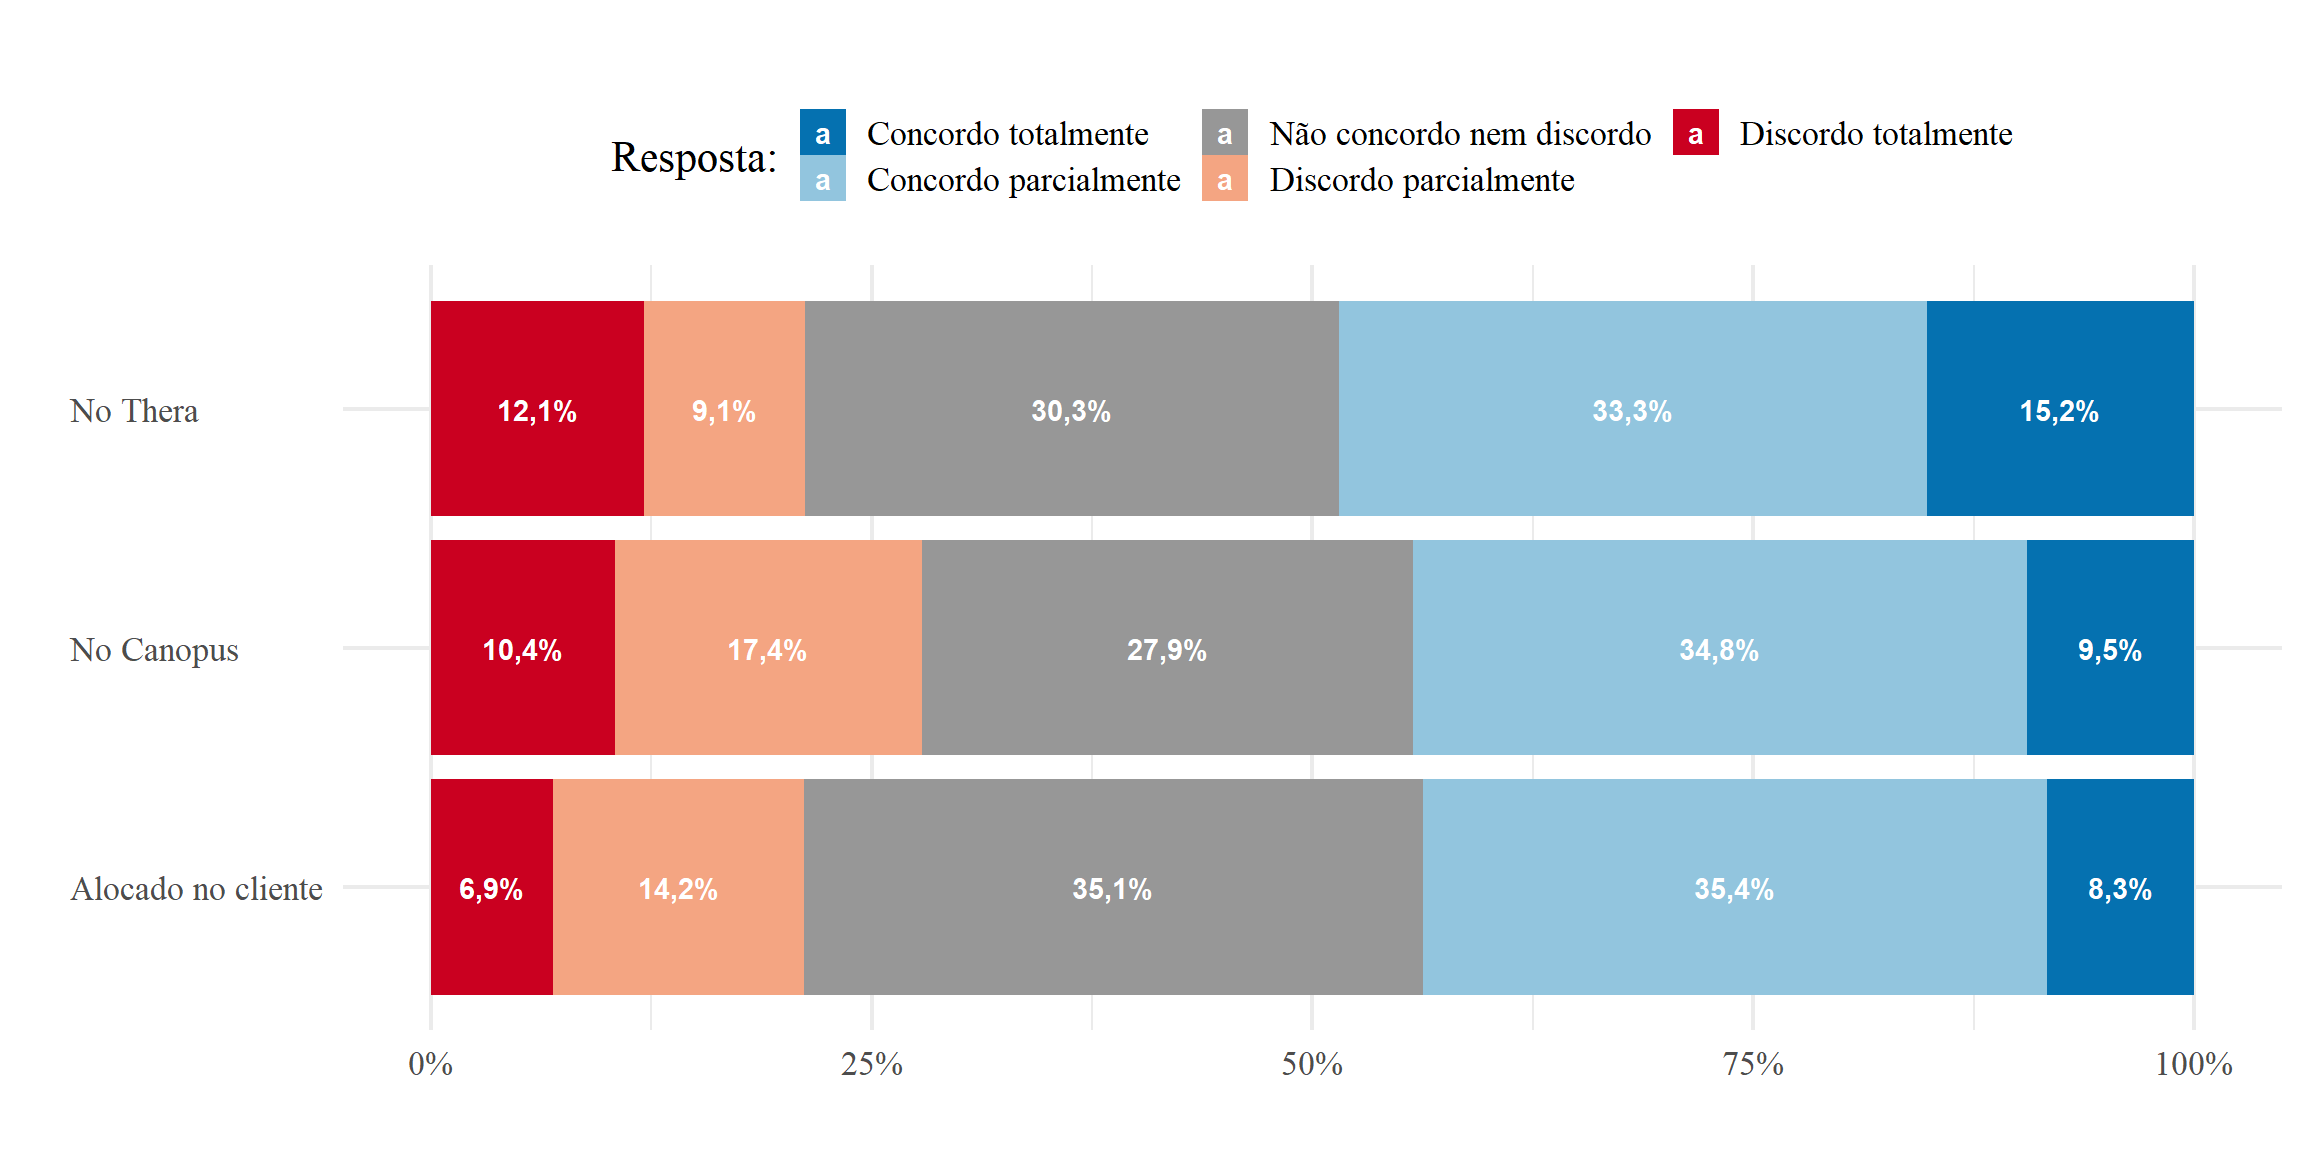 Resposta:
a Concordo totalmente a Não concordo nem discordo a Discordo totalmente
a Concordo parcialmente a Discordo parcialmente
No Thera 12,1% 9,1% 30,3% 33,3% 15,2%
No Canopus 10,4% 17,4% 27,9% 34,8% 9,5%
Alocado no cliente 6,9% 14,2% 35,1% 35,4% 8,3%
0% 25% 50% 75% 100%